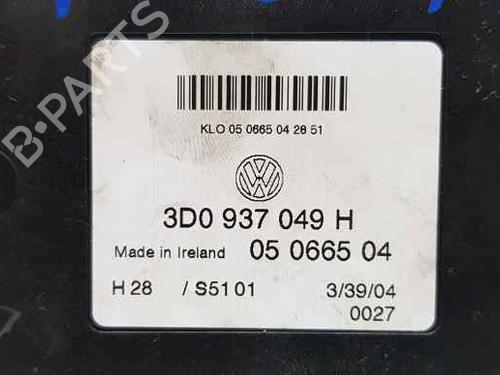 B-PARTS
KLO 05 0665 04 28 51
3D0 937 049 H
Made in Ireland 05 0665 04
H 28 / S51 01 3/39/04
0027